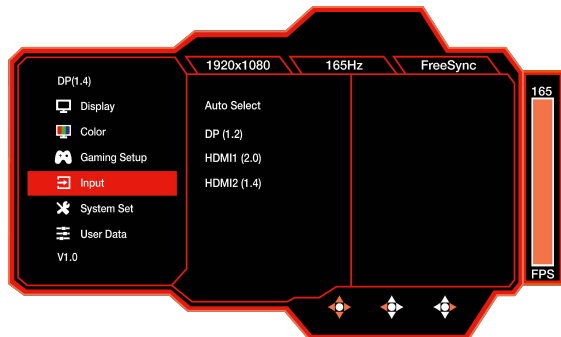 1920x1080
165Hz
FreeSync
DP(1.4)
Display
Color
Gaming Setup
Input
System Set
User Data
V1.0
Auto Select
DP (1.2)
HDMI1 (2.0)
HDMI2 (1.4)
165
FPS